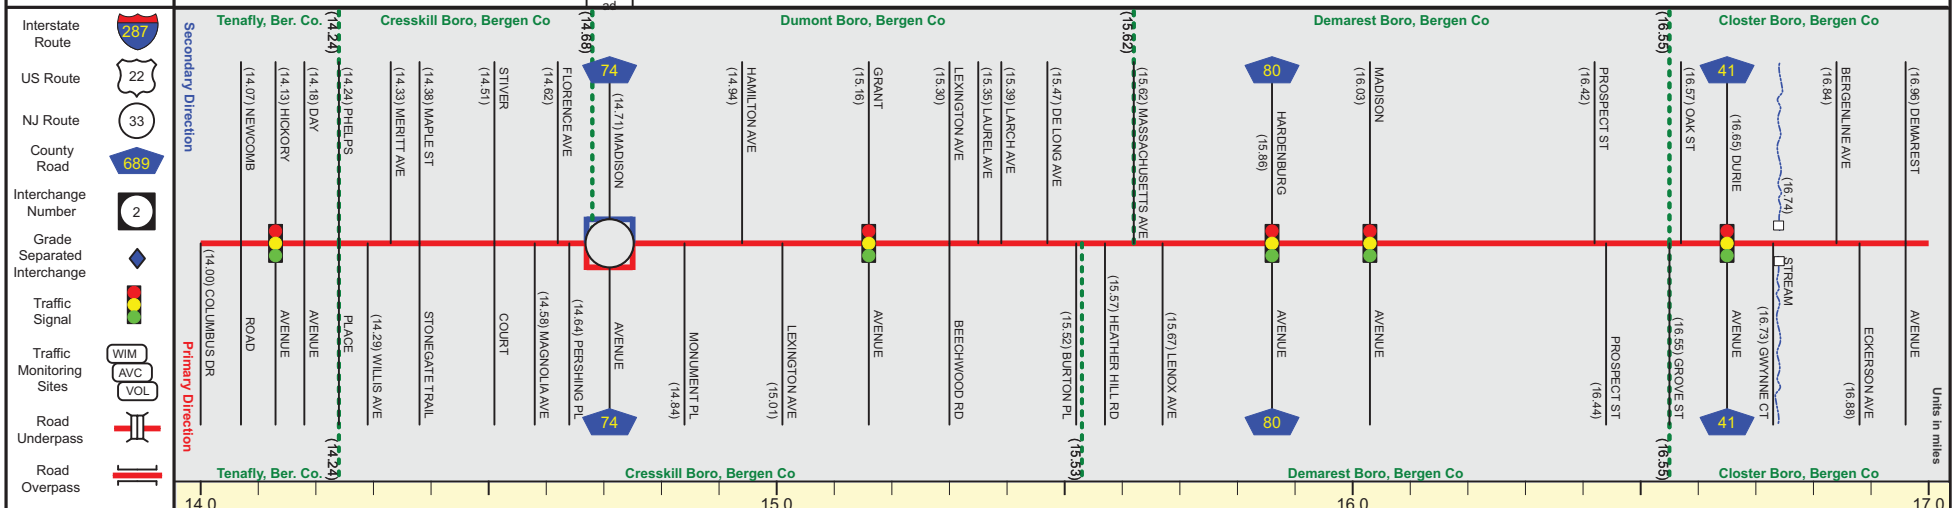 Interstate
Route
287
US Route
22
NJ Route
33
County
Road
689
Interchange
Number
2
Grade
Separated
Interchange
Traffic
Signal
Traffic
Monitoring
Sites
WIM
AVC
VOL
Road
Underpass
Road
Overpass
Secondary Direction
Primary Direction
Tenafly, Ber. Co.
(14.24)
Cresskill Boro, Bergen Co
(14.68)
Dumont Boro, Bergen Co
(15.62)
Demarest Boro, Bergen Co
(16.55)
Closter Boro, Bergen Co
(14.07) NEWCOMB
(14.13) HICKORY
(14.18) DAY
(14.24) PHELPS
(14.33) MERITT AVE
(14.38) MAPLE ST
STIVER
(14.51)
FLORENCE AVE
(14.62)
74
(14.71) MADISON
HAMILTON AVE
(14.94)
GRANT
(15.16)
LEXINGTON AVE
(15.30)
(15.35) LAUREL AVE
(15.39) LARCH AVE
(15.47) DE LONG AVE
(15.62) MASSACHUSETTS AVE
80
HARDENBURG
(15.86)
MADISON
(16.03)
PROSPECT ST
(16.42)
(16.57) OAK ST
41
(16.65) DURIE
(16.74)
BERGENLINE AVE
(16.84)
(16.96) DEMAREST
(14.00) COLUMBUS DR
ROAD
AVENUE
AVENUE
PLACE
(14.29) WILLIS AVE
STONEGATE TRAIL
COURT
(14.58) MAGNOLIA AVE
(14.64) PERSHING PL
AVENUE
74
MONUMENT PL
(14.84)
LEXINGTON AVE
(15.01)
AVENUE
BEECHWOOD RD
(15.52) BURTON PL
(15.57) HEATHER HILL RD
(15.67) LENOX AVE
AVENUE
80
AVENUE
PROSPECT ST
(16.44)
(16.55) GROVE ST
AVENUE
41
(16.73) GWYNNE CT
STREAM
ECKERSON AVE
(16.88)
AVENUE
Units in miles
Tenafly, Ber. Co.
(14.24)
Cresskill Boro, Bergen Co
(15.53)
Demarest Boro, Bergen Co
(16.55)
Closter Boro, Bergen Co
14.0
15.0
16.0
17.0